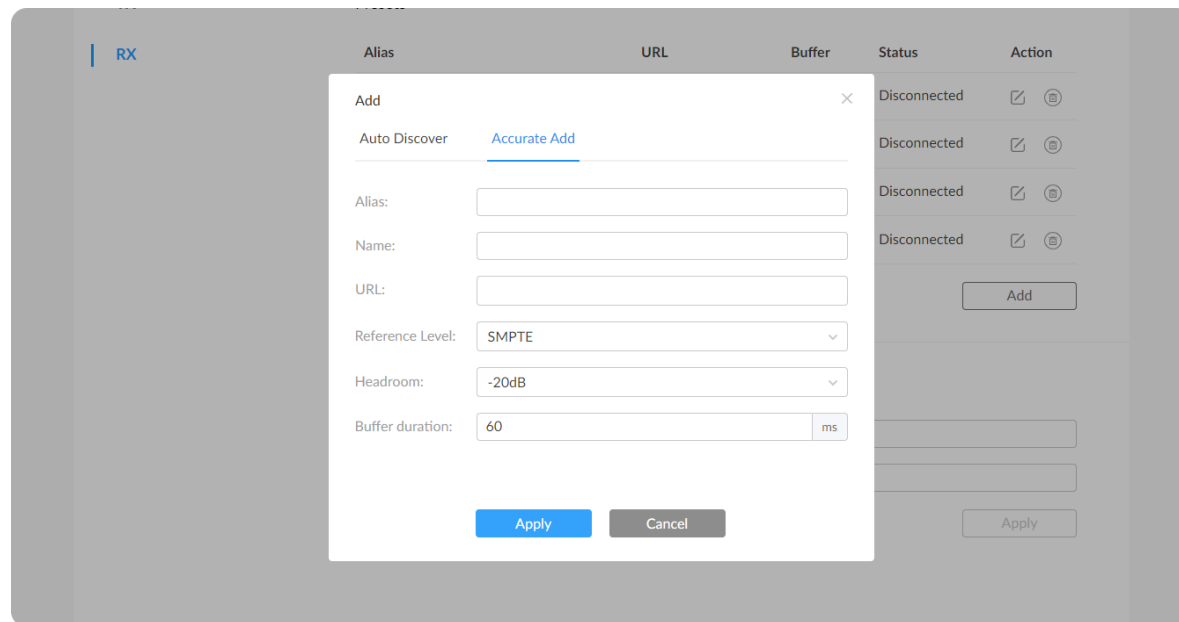 RX
Alias URL Buffer Status Action
Add
Disconnected
Auto Discover Accurate Add
Disconnected
Alias:
Disconnected
Name:
Disconnected
URL:
Add
Reference Level: SMPTE
Headroom: -20dB
Buffer duration: 60 ms
Apply Cancel
Apply